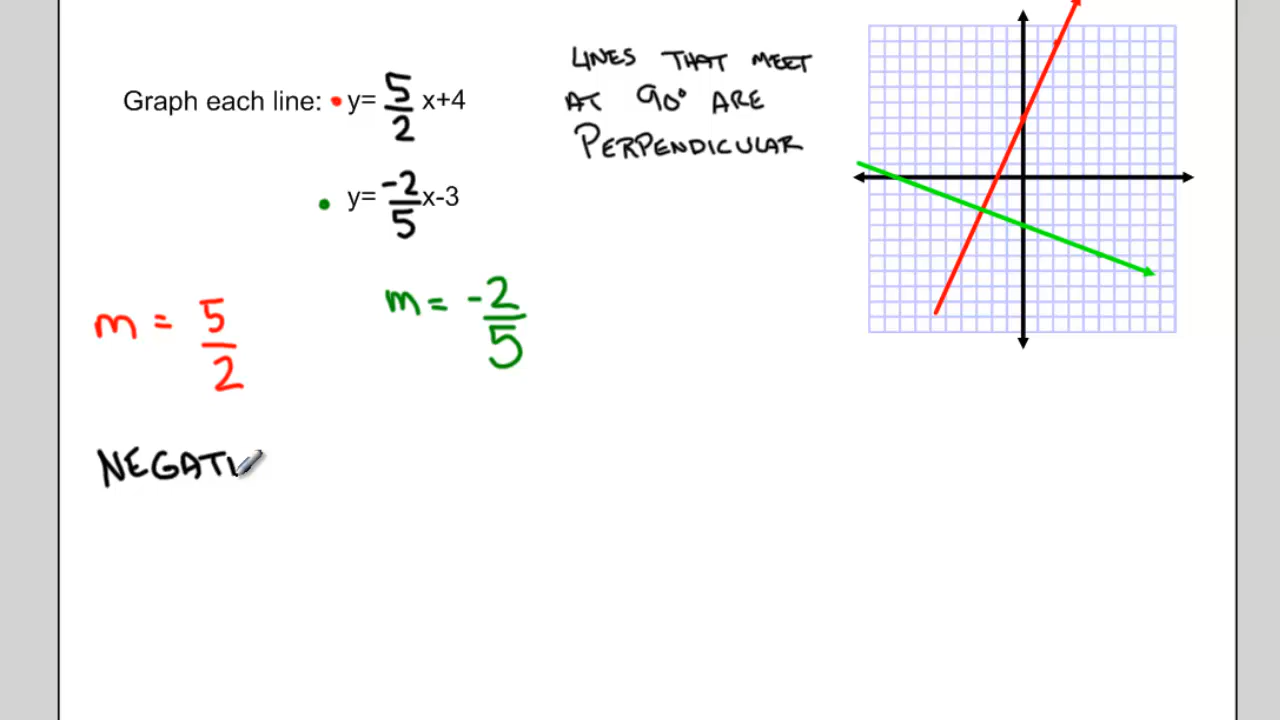 Graph each line: y= 5/2 x+4
y= -2/5 x-3
LINES THAT MEET
AT 90° ARE
PERPENDICULAR
m = 5/2
m = -2/5
NEGATI